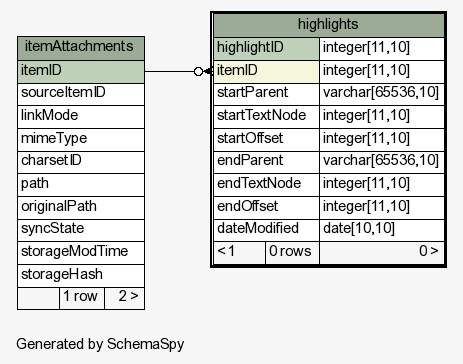 highlights
highlightID integer[11,10]
itemID integer[11,10]
startParent varchar[65536,10]
startTextNode integer[11,10]
startOffset integer[11,10]
endParent varchar[65536,10]
endTextNode integer[11,10]
endOffset integer[11,10]
dateModified date[10,10]
< 1 0 rows 0 >
itemAttachments
itemID
sourceItemID
linkMode
mimeType
charsetID
path
originalPath
syncState
storageModTime
storageHash
1 row 2 >
Generated by SchemaSpy